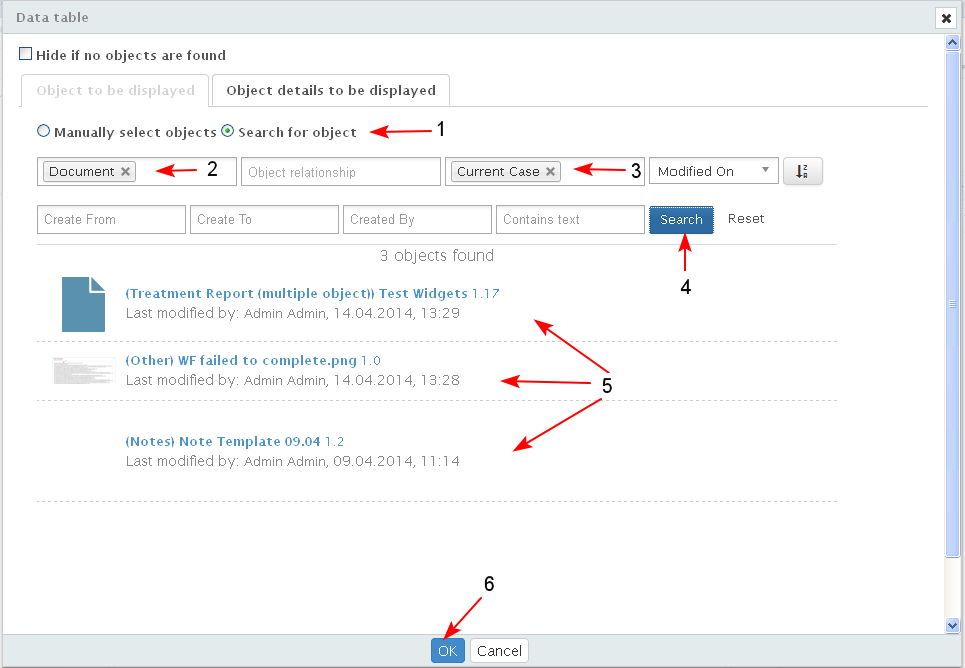 Data table
Hide if no objects are found
Object to be displayed Object details to be displayed
Manually select objects Search for object 1
Document 2 Object relationship Current Case 3 Modified On
Create From Create To Created By Contains text Search Reset
3 objects found
4
(Treatment Report (multiple object)) Test Widgets 1.17
Last modified by: Admin Admin, 14.04.2014, 13:29
(Other) WF failed to complete.png 1.0
Last modified by: Admin Admin, 14.04.2014, 13:28
5
(Notes) Note Template 09.04 1.2
Last modified by: Admin Admin, 09.04.2014, 11:14
6
OK Cancel